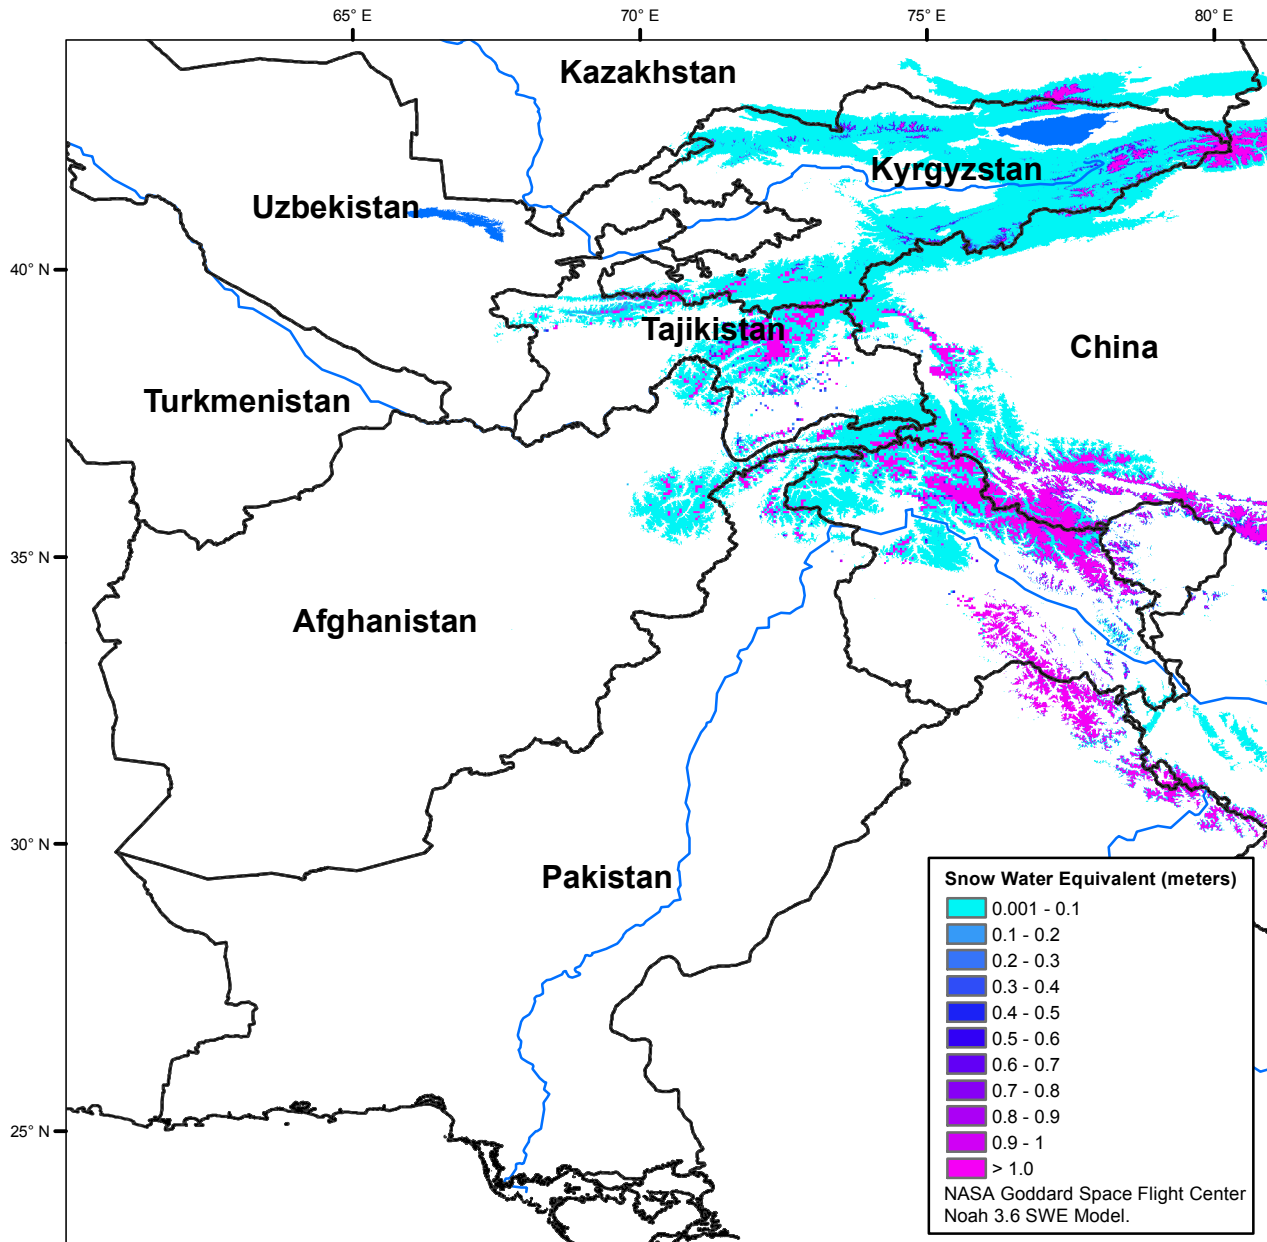 65° E
70° E
75° E
80° E
Kazakhstan
Kyrgyzstan
Uzbekistan
40° N
Tajikistan
China
Turkmenistan
35° N
Afghanistan
30° N
Pakistan
25° N
Snow Water Equivalent (meters)
0.001 - 0.1
0.1 - 0.2
0.2 - 0.3
0.3 - 0.4
0.4 - 0.5
0.5 - 0.6
0.6 - 0.7
0.7 - 0.8
0.8 - 0.9
0.9 - 1
> 1.0
NASA Goddard Space Flight Center
Noah 3.6 SWE Model.